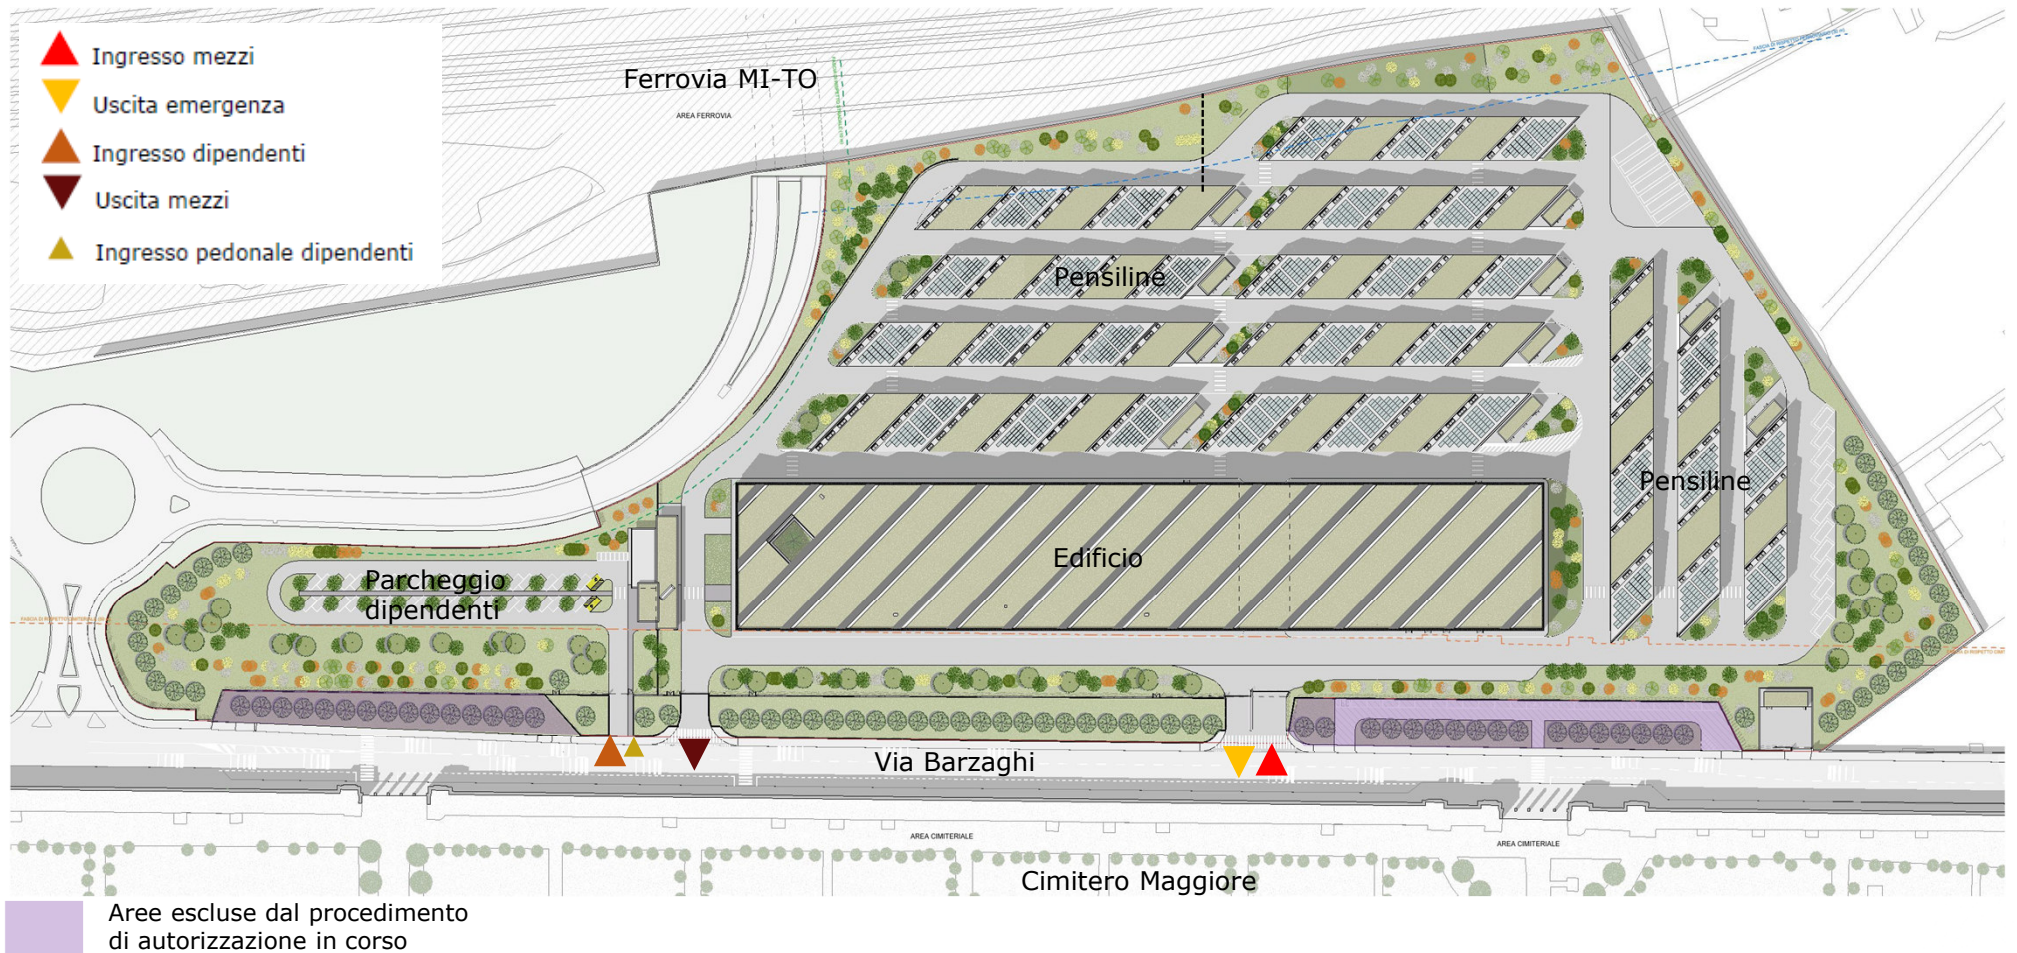 Ingresso mezzi
Uscita emergenza
Ingresso dipendenti
Uscita mezzi
Ingresso pedonale dipendenti
Ferrovia MI-TO
AREA FERROVIA
Pensiline
Pensiline
Edificio
Parcheggio
dipendenti
Via Barzaghi
AREA CIMITERIALE
AREA CIMITERIALE
Cimitero Maggiore
Aree escluse dal procedimento
di autorizzazione in corso